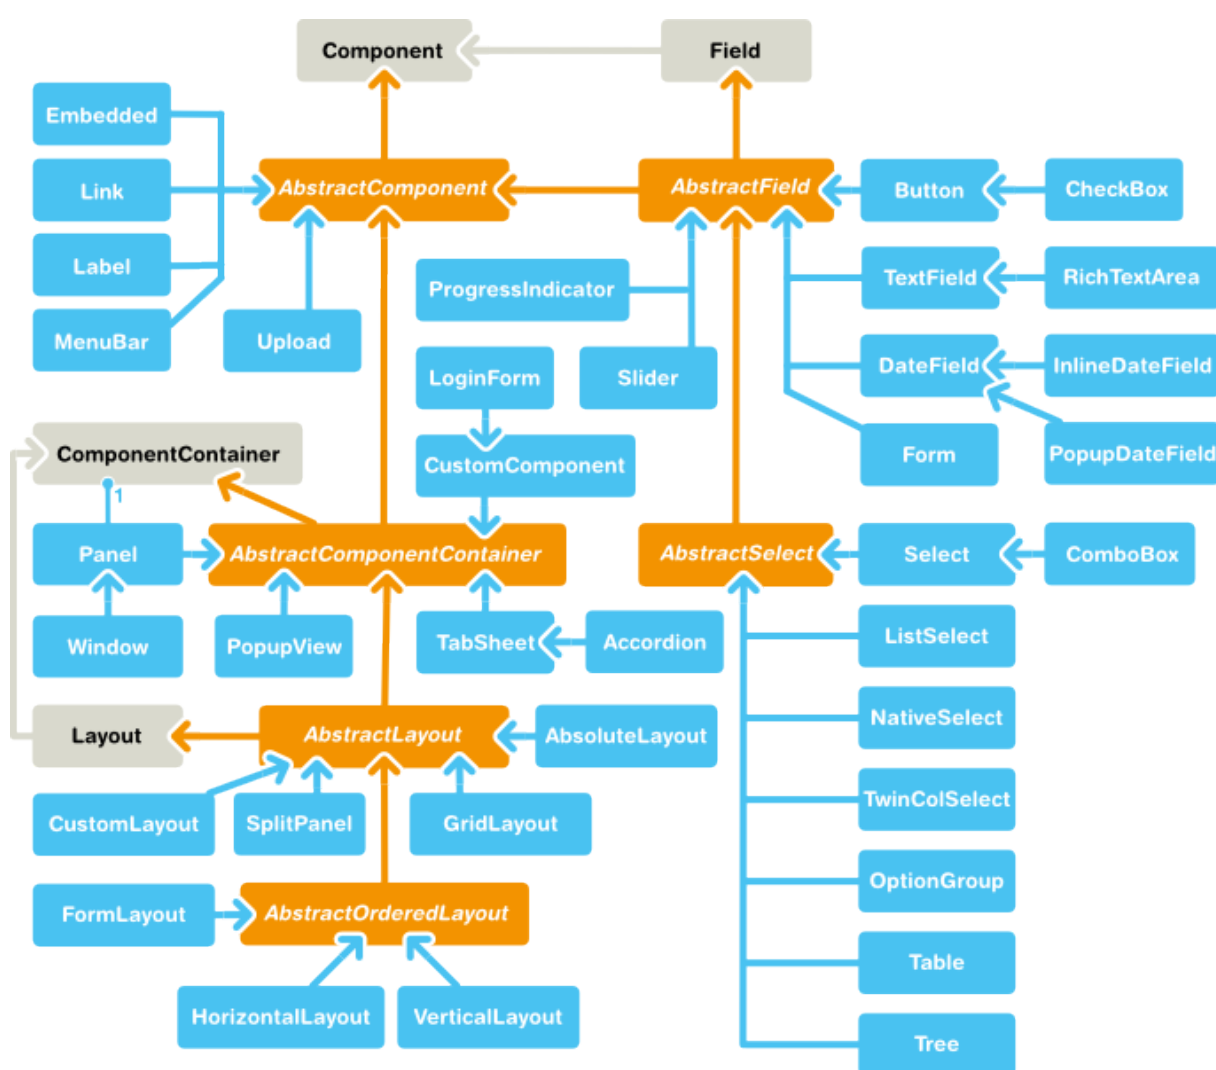 Component
Field
Embedded
Link
AbstractComponent
AbstractField
Button
CheckBox
Label
ProgressIndicator
TextField
RichTextArea
MenuBar
Upload
LoginForm
Slider
DateField
InlineDateField
ComponentContainer
CustomComponent
Form
PopupDateField
1
Panel
AbstractComponentContainer
AbstractSelect
Select
ComboBox
Window
PopupView
TabSheet
Accordion
ListSelect
Layout
AbstractLayout
AbsoluteLayout
NativeSelect
CustomLayout
SplitPanel
GridLayout
TwinColSelect
OptionGroup
FormLayout
AbstractOrderedLayout
Table
HorizontalLayout
VerticalLayout
Tree